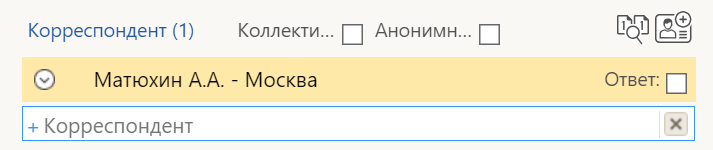 Корреспондент (1) Коллекти... Анонимн...
Матюхин А.А. - Москва Ответ:
+ Корреспондент